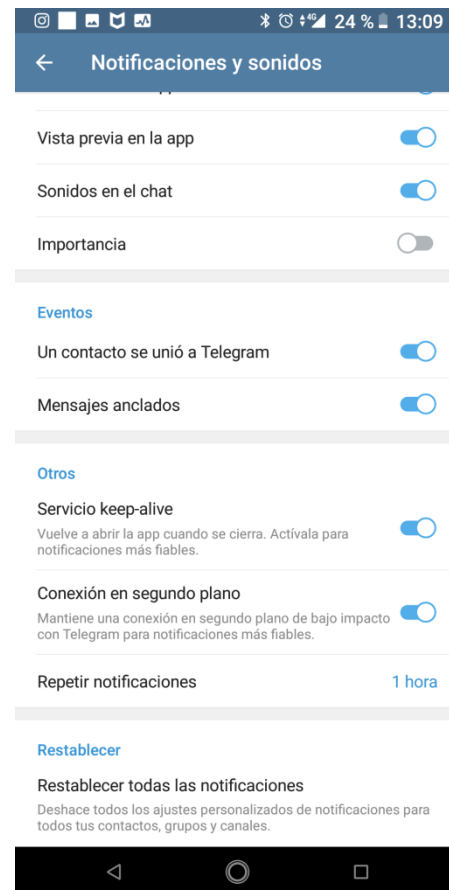 4G 24 % 13:09
Notificaciones y sonidos
Vista previa en la app
Sonidos en el chat
Importancia
Eventos
Un contacto se unió a Telegram
Mensajes anclados
Otros
Servicio keep-alive
Vuelve a abrir la app cuando se cierra. Actívala para
notificaciones más fiables.
Conexión en segundo plano
Mantiene una conexión en segundo plano de bajo impacto
con Telegram para notificaciones más fiables.
Repetir notificaciones 1 hora
Restablecer
Restablecer todas las notificaciones
Deshace todos los ajustes personalizados de notificaciones para
todos tus contactos, grupos y canales.